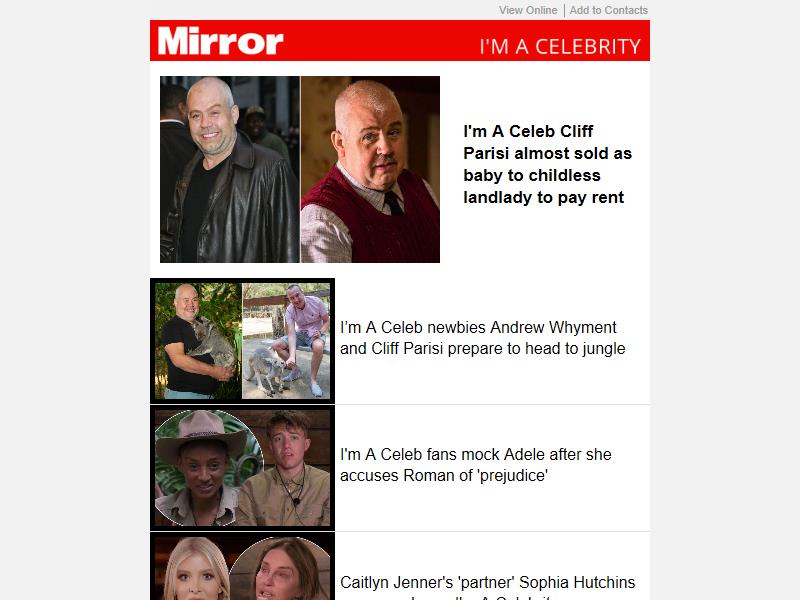 View Online | Add to Contacts
Mirror
I'M A CELEBRITY
I'm A Celeb Cliff
Parisi almost sold as
baby to childless
landlady to pay rent
I’m A Celeb newbies Andrew Whyment
and Cliff Parisi prepare to head to jungle
I'm A Celeb fans mock Adele after she
accuses Roman of 'prejudice'
Caitlyn Jenner's 'partner' Sophia Hutchins